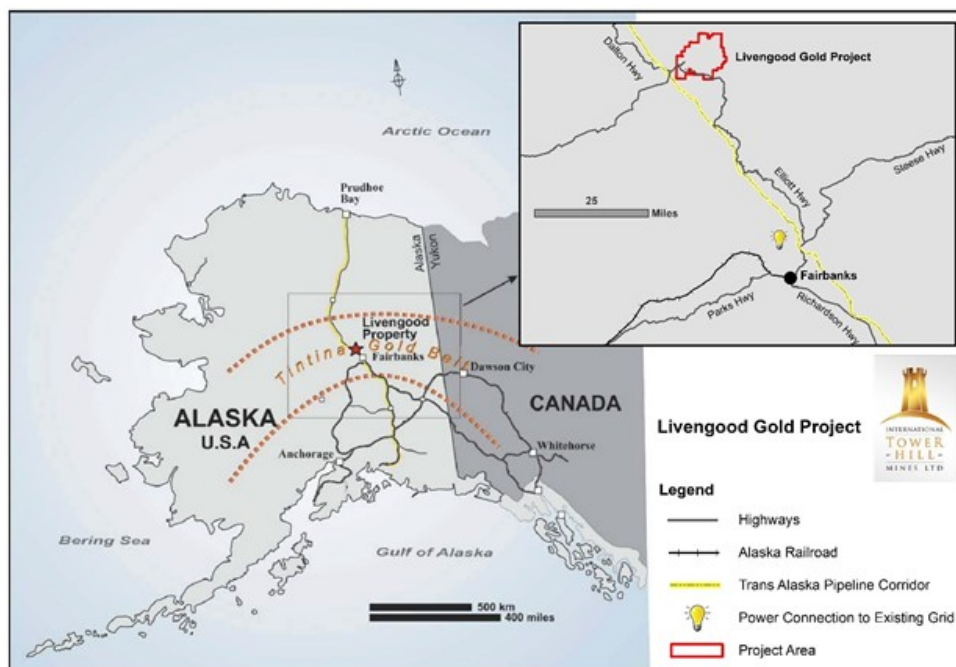 Arctic Ocean
Prudhoe
Bay
Alaska
Yukon
Livengood
Property
Tintina Gold Belt
Fairbanks
Dawson City
ALASKA
U.S.A
CANADA
Anchorage
Whitehorse
Bering Sea
Gulf of Alaska
500 km
400 miles
Dalton Hwy
Livengood Gold Project
Elliott Hwy
Sleese Hwy
25
Miles
Fairbanks
Parks Hwy
Richardson Hwy
Livengood Gold Project
INTERNATIONAL
TOWER
-HILL-
MINES LTD
Legend
Highways
Alaska Railroad
Trans Alaska Pipeline Corridor
Power Connection to Existing Grid
Project Area